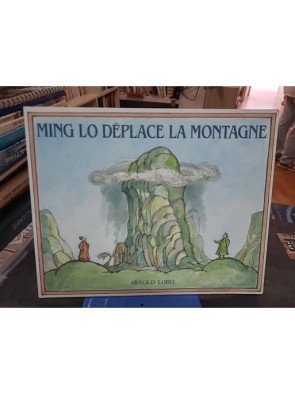 MING LO DÉPLACE LA MONTAGNE
ARNOLD LOBEL